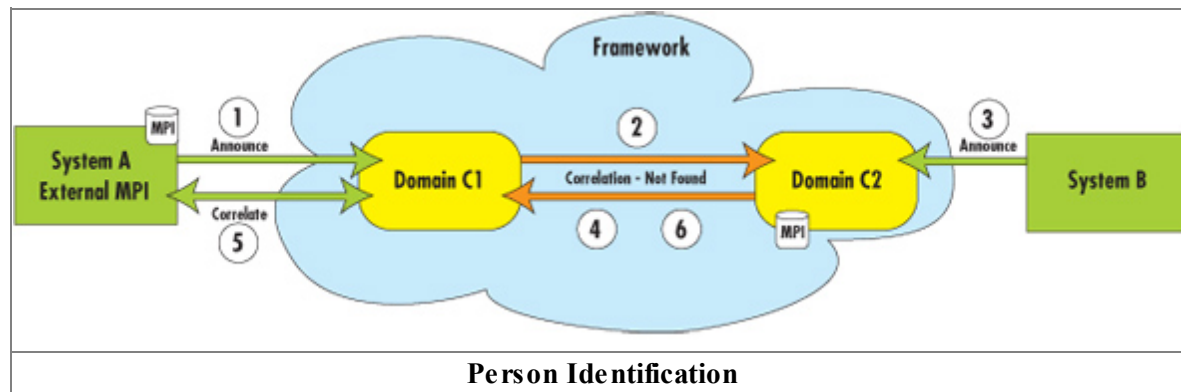 Framework
MPI
1
Announce
2
3
Announce
System A
External MPI
Domain C1
Correlation - Not Found
Domain C2
System B
Correlate
5
4
6
MPI
Person Identification